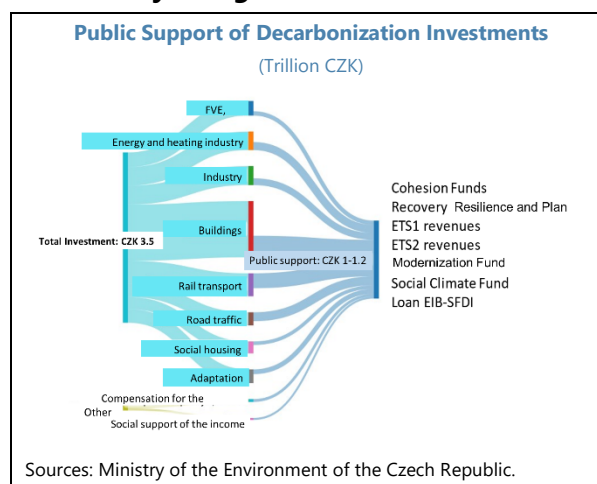 Public Support of Decarbonization Investments
(Trillion CZK)
FVE,
Energy and heating industry
Industry
Buildings
Total Investment: CZK 3.5
Public support: CZK 1-1.2
Rail transport
Road traffic
Social housing
Adaptation
Compensation for the
Other
Social support of the income
Cohesion Funds
Recovery Resilience and Plan
ETS1 revenues
ETS2 revenues
Modernization Fund
Social Climate Fund
Loan EIB-SFDI
Sources: Ministry of the Environment of the Czech Republic.